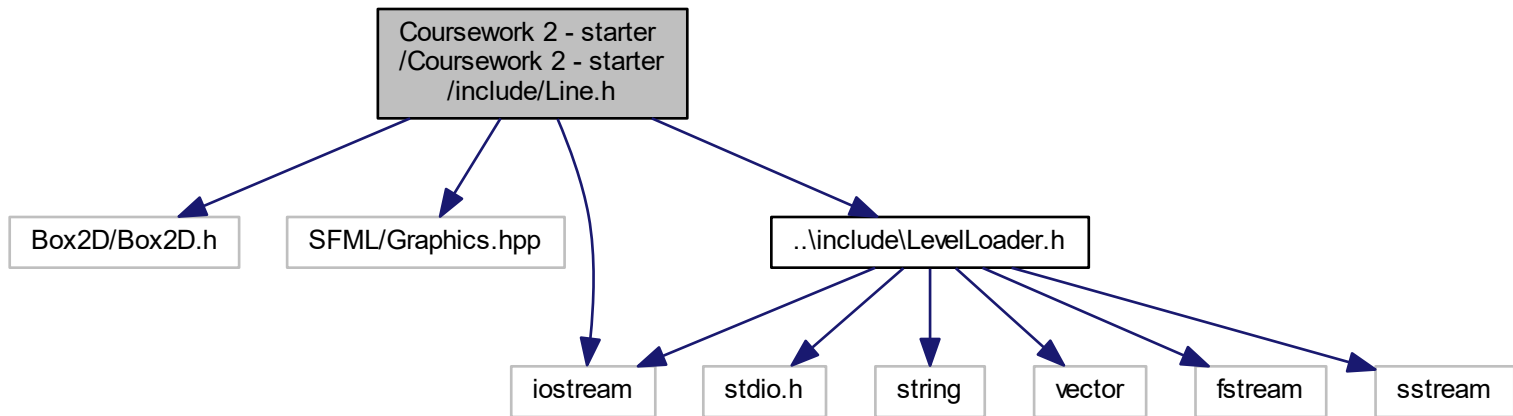 Coursework 2 - starter
/Coursework 2 - starter
/include/Line.h
Box2D/Box2D.h
SFML/Graphics.hpp
..\include\LevelLoader.h
iostream
stdio.h
string
vector
fstream
sstream